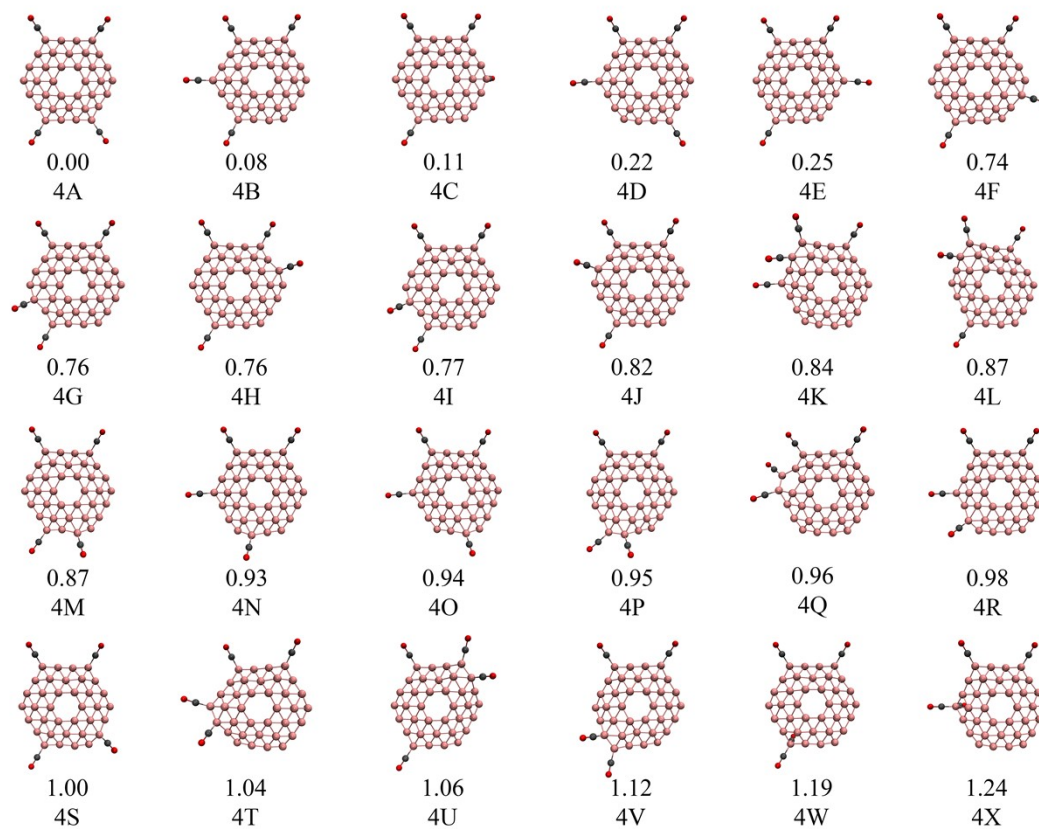 0.00 0.08 0.11 0.22 0.25 0.74
4A 4B 4C 4D 4E 4F
0.76 0.76 0.77 0.82 0.84 0.87
4G 4H 4I 4J 4K 4L
0.87 0.93 0.94 0.95 0.96 0.98
4M 4N 4O 4P 4Q 4R
1.00 1.04 1.06 1.12 1.19 1.24
4S 4T 4U 4V 4W 4X